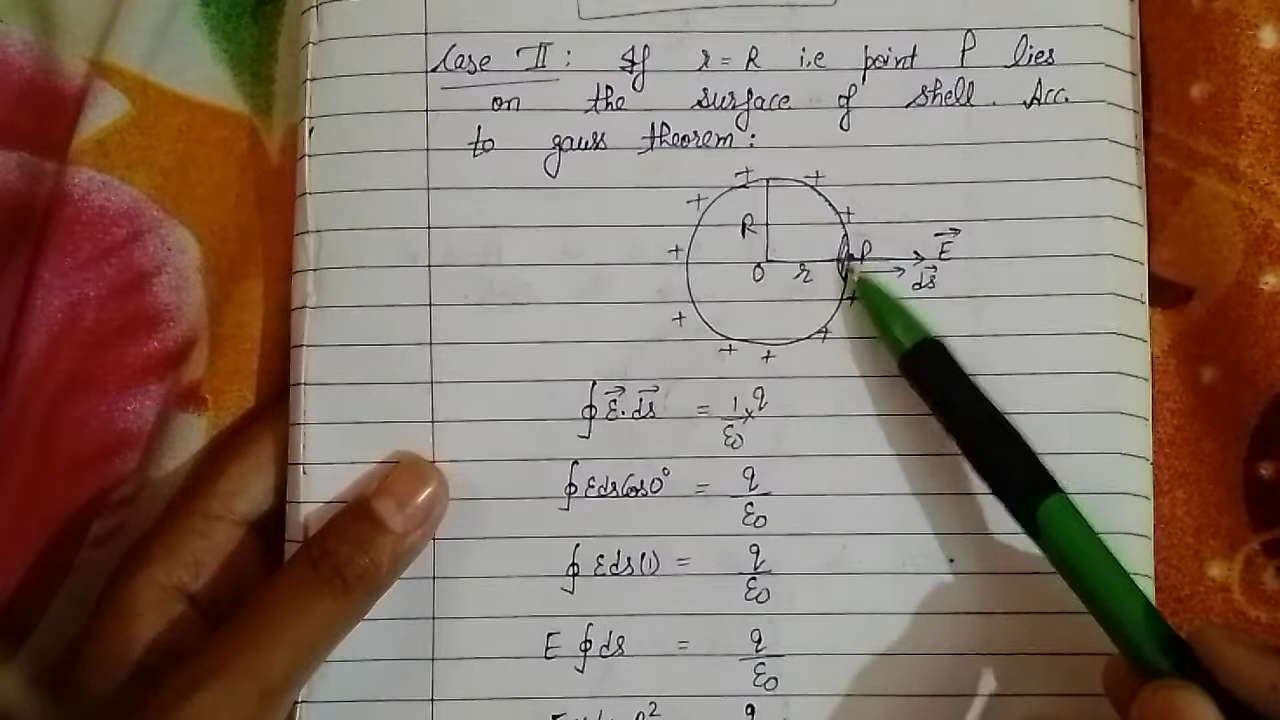 Case II : If r = R i.e point P lies
on the surface of shell. Acc.
to gauss theorem :
+ +
+ +
R
+ P E⃗
O r ds⃗
+
+ +
+ +
∮ E⃗. ds⃗ = 1/ε0 × q
∮ Eds Cos0° = q/ε0
∮ Eds(1) = q/ε0
E ∮ ds = q/ε0